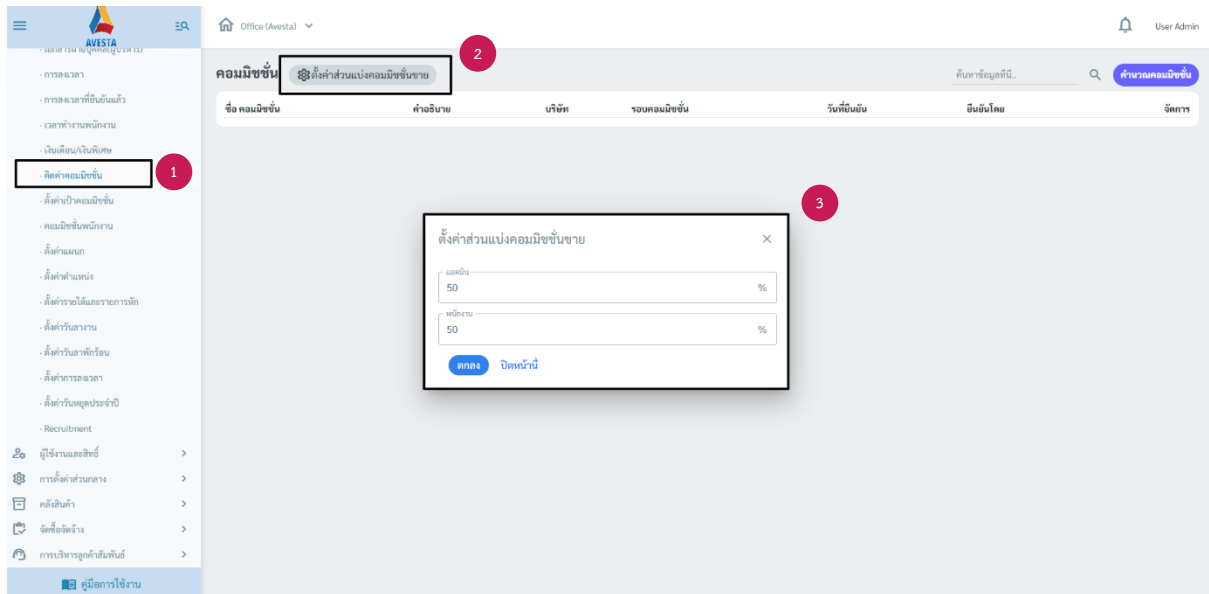 AVESTA
Office (Avesta)
User Admin
· เอกสารรายบุคคล(ผู้บริหาร)
· การลงเวลา
· การลงเวลาที่ยืนยันแล้ว
· เวลาทำงานพนักงาน
· เงินเดือน/เงินพิเศษ
· คิดค่าคอมมิชชั่น
1
· ตั้งค่าเป้าคอมมิชชั่น
· คอมมิชชั่นพนักงาน
· ตั้งค่าแผนก
· ตั้งค่าตำแหน่ง
· ตั้งค่ารายได้และรายการหัก
· ตั้งค่าวันลางาน
· ตั้งค่าวันลาพักร้อน
· ตั้งค่าการลงเวลา
· ตั้งค่าวันหยุดประจำปี
· Recruitment
ผู้ใช้งานและสิทธิ์
การตั้งค่าส่วนกลาง
คลังสินค้า
จัดซื้อจัดจ้าง
การบริหารลูกค้าสัมพันธ์
คู่มือการใช้งาน
2
คอมมิชชั่น ตั้งค่าส่วนแบ่งคอมมิชชั่นขาย ค้นหาข้อมูลที่นี่.. คำนวณคอมมิชชั่น
ชื่อ คอมมิชชั่น คำอธิบาย บริษัท รอบคอมมิชชั่น วันที่ยืนยัน ยืนยันโดย จัดการ
3
ตั้งค่าส่วนแบ่งคอมมิชชั่นขาย
แอดมิน
50 %
พนักงาน
50 %
ตกลง ปิดหน้านี้